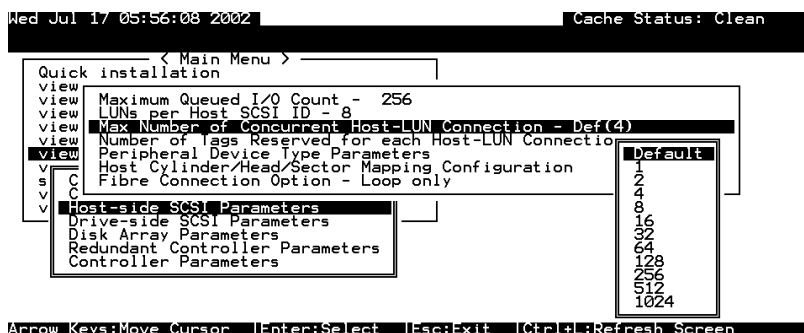 Wed Jul 17 05:56:08 2002 Cache Status: Clean
< Main Menu >
Quick installation
view
view Maximum Queued I/O Count - 256
view LUNs per Host SCSI ID - 8
view Max Number of Concurrent Host-LUN Connection - Def(4)
view Number of Tags Reserved for each Host-LUN Connectio
view Peripheral Device Type Parameters
v Host Cylinder/Head/Sector Mapping Configuration
s C Fibre Connection Option - Loop only
v C
v Host-side SCSI Parameters
Drive-side SCSI Parameters
Disk Array Parameters
Redundant Controller Parameters
Controller Parameters
Default
1
2
4
8
16
32
64
128
256
512
1024
Arrow Keys:Move Cursor |Enter:Select |Esc:Exit |Ctrl+L:Refresh Screen